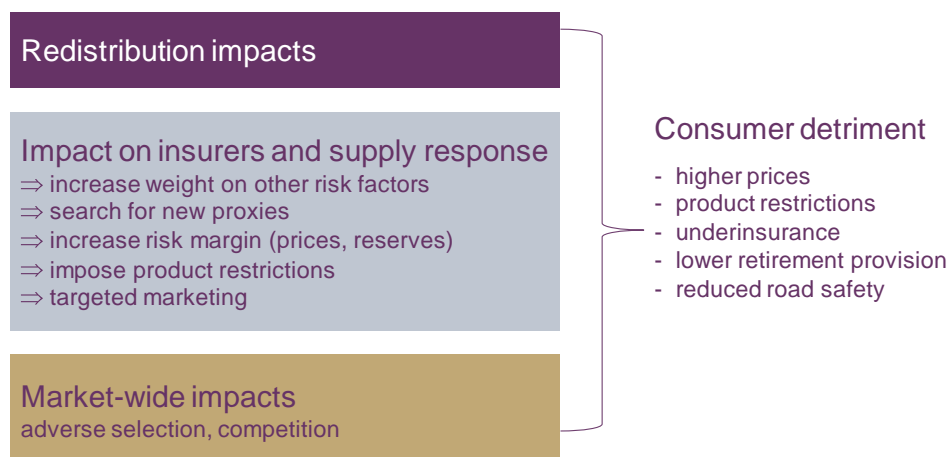 Redistribution impacts
Impact on insurers and supply response
⇒ increase weight on other risk factors
⇒ search for new proxies
⇒ increase risk margin (prices, reserves)
⇒ impose product restrictions
⇒ targeted marketing
Market-wide impacts
adverse selection, competition
Consumer detriment
- higher prices
- product restrictions
- underinsurance
- lower retirement provision
- reduced road safety